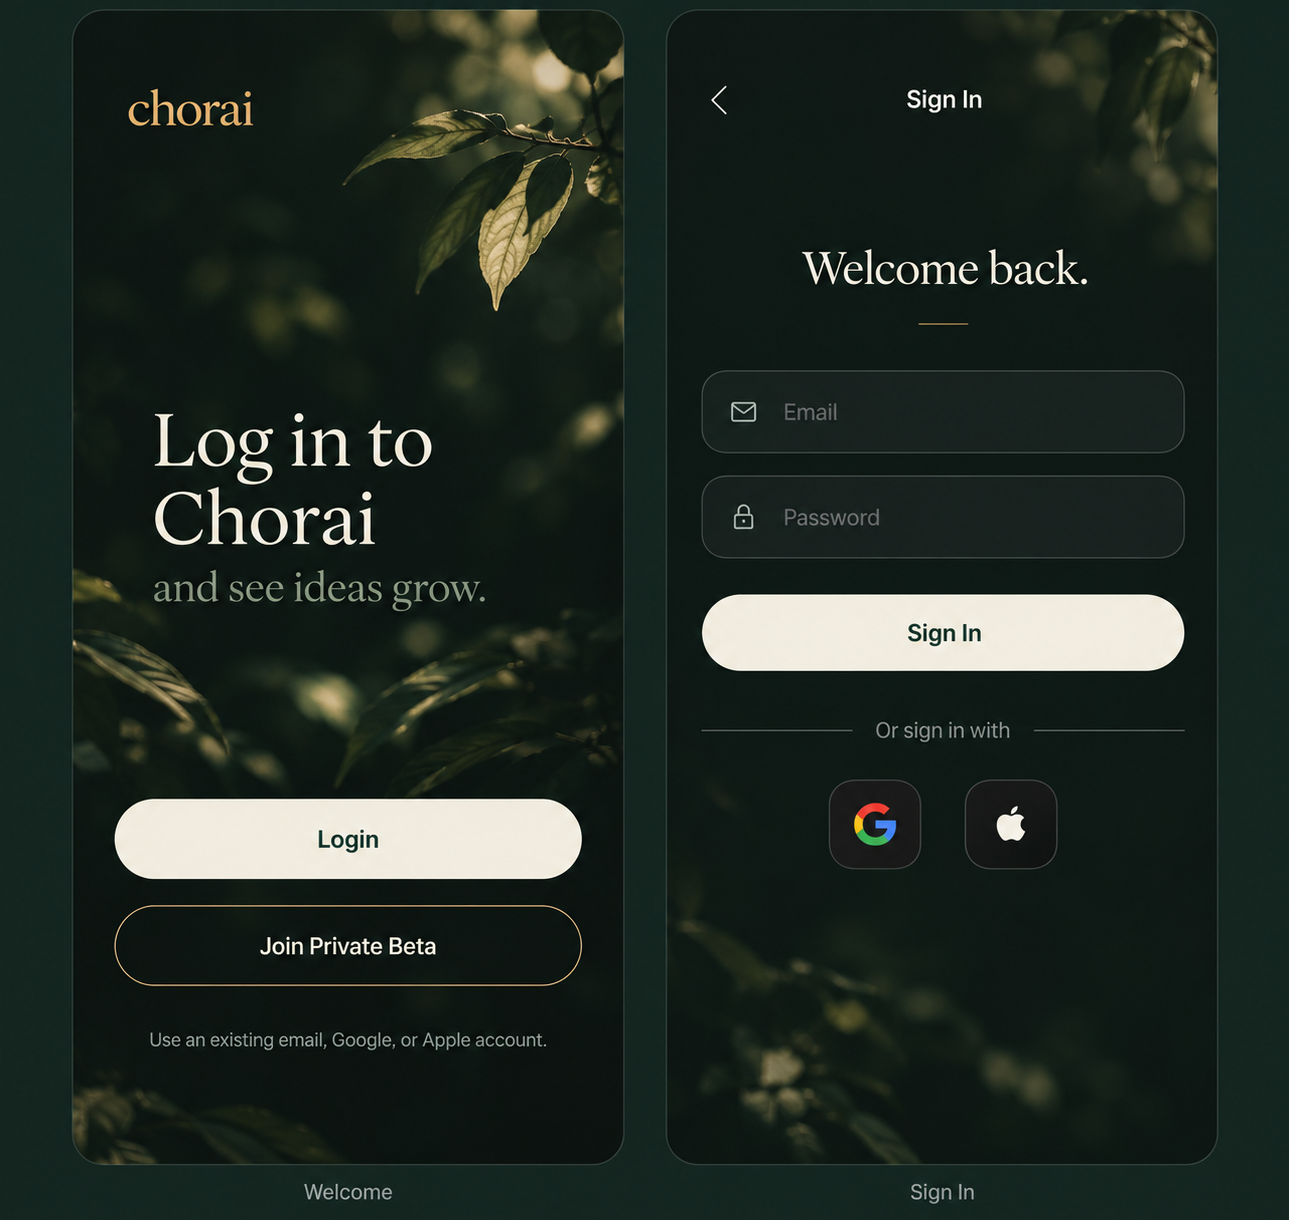 chorai
Log in to
Chorai
and see ideas grow.
Login
Join Private Beta
Use an existing email, Google, or Apple account.
Welcome
Sign In
Welcome back.
Email
Password
Sign In
Or sign in with
Sign In